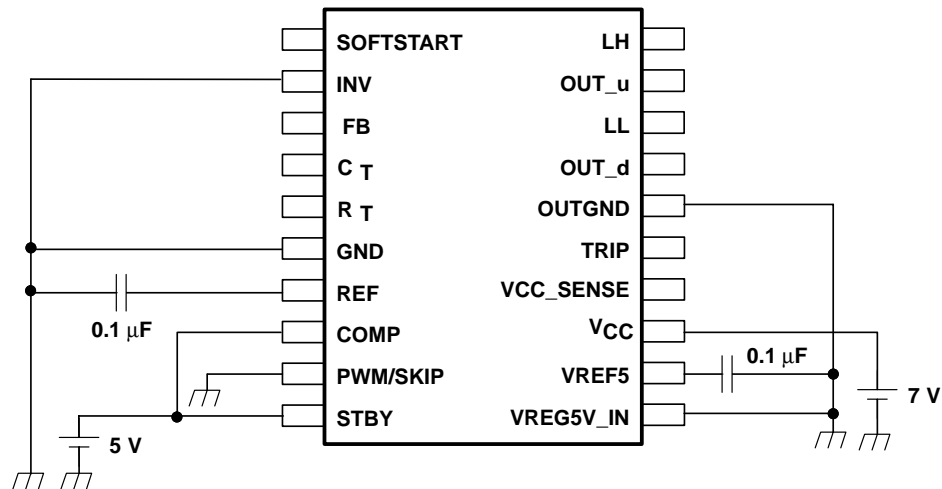 SOFTSTART
LH
INV
OUT_u
FB
LL
C T
OUT_d
R T
OUTGND
GND
TRIP
REF
VCC_SENSE
0.1 μF
COMP
VCC
0.1 μF
PWM/SKIP
VREF5
7 V
STBY
VREG5V_IN
5 V